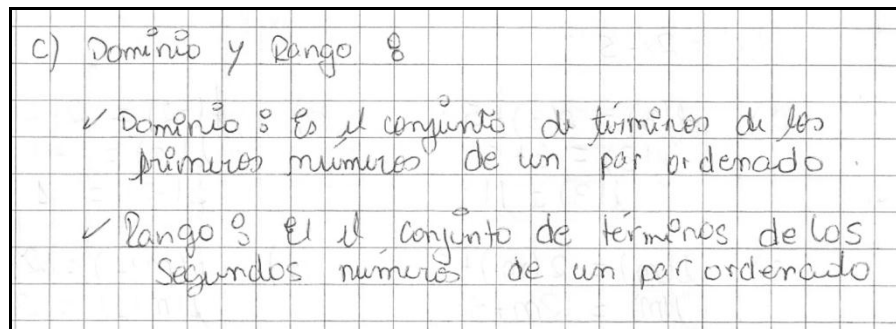 c) Dominio y Rango :
✓ Dominio : Es el conjunto de términos de los
primeros números de un par ordenado.
✓ Rango : Es el conjunto de términos de los
Segundos números de un par ordenado